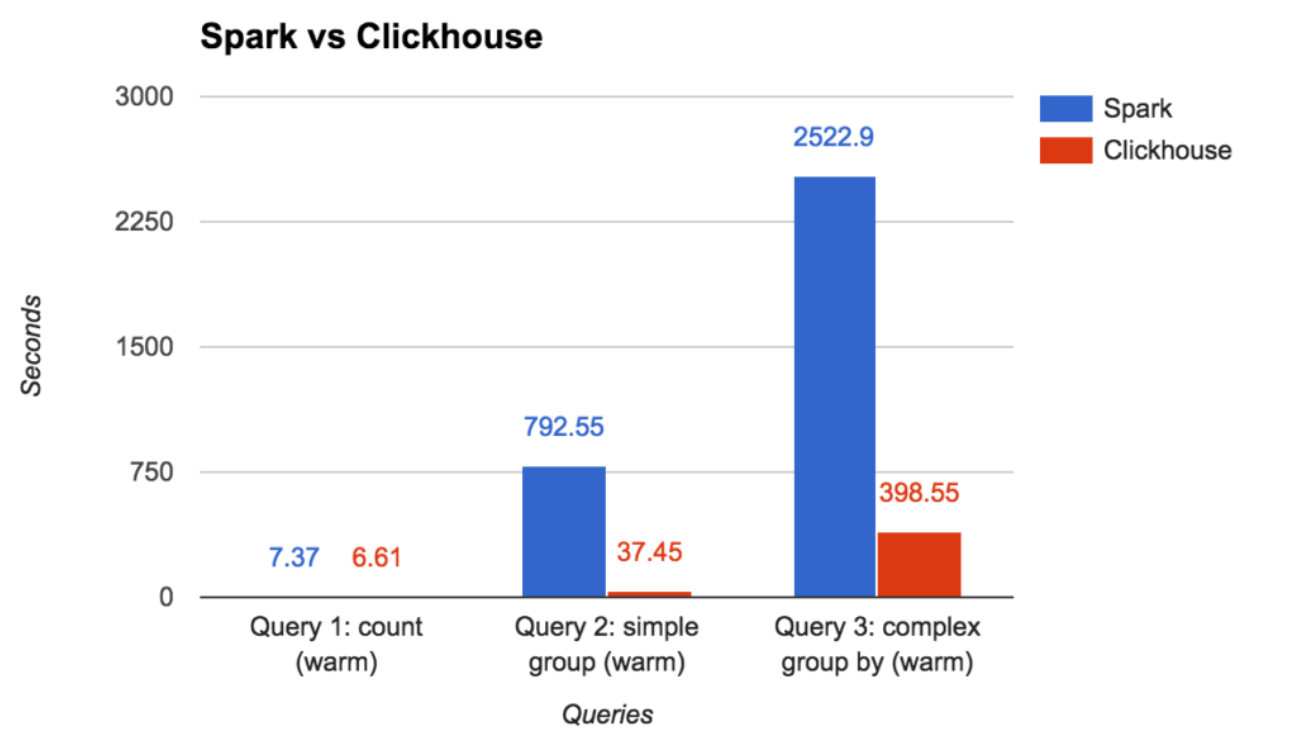 Spark vs Clickhouse
3000
2250
1500
750
0
Seconds
Spark
Clickhouse
2522.9
792.55
398.55
7.37
6.61
37.45
Query 1: count
(warm)
Query 2: simple
group (warm)
Query 3: complex
group by (warm)
Queries